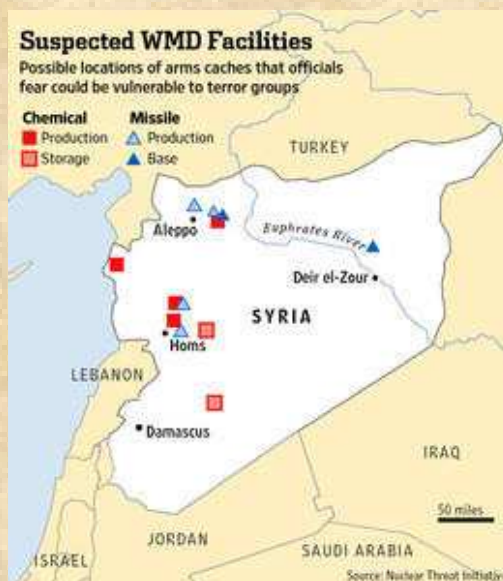 Suspected WMD Facilities
Possible locations of arms caches that officials
fear could be vulnerable to terror groups
Chemical Missile
Production Production
Storage Base
TURKEY
Aleppo
Euphrates River
Deir el-Zour
SYRIA
Homs
LEBANON
Damascus
IRAQ
50 miles
JORDAN
ISRAEL
SAUDI ARABIA
Source: Nuclear Threat Initiativ